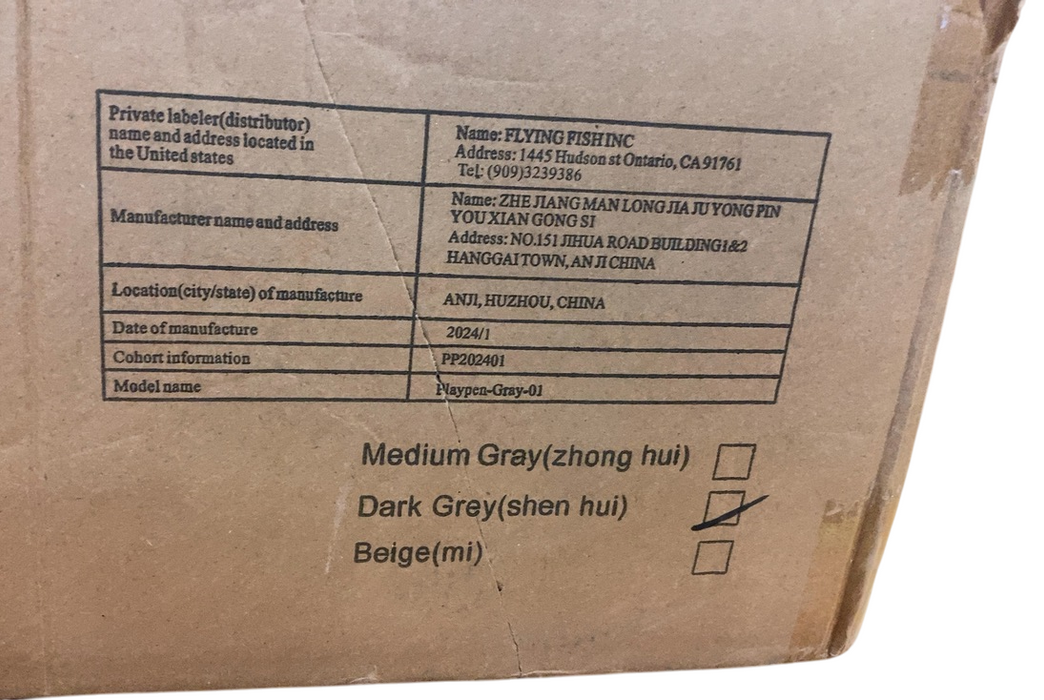 Private labeler(distributor)
name and address located in
the United states
Name: FLYING FISH INC
Address: 1445 Hudson st Ontario, CA 91761
Tel: (909)3239386
Manufacturer name and address
Name: ZHE JIANG MAN LONG JIA JU YONG PIN
YOU XIAN GONG SI
Address: NO.151 JIHUA ROAD BUILDING1&2
HANGGAI TOWN, AN JI CHINA
Location(city/state) of manufacture
ANJI, HUZHOU, CHINA
Date of manufacture
2024/1
Cohort information
PP202401
Model name
Playpen-Gray-01
Medium Gray(zhong hui)
Dark Grey(shen hui)
Beige(mi)